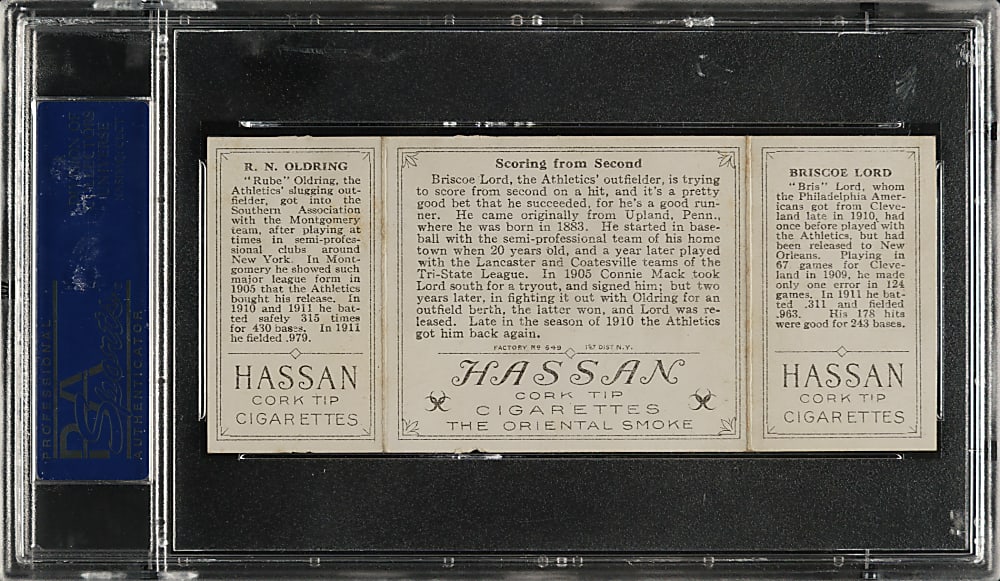 R. N. OLDRING
"Rube" Oldring, the
Athletics' slugging out-
fielder, got into the
Southern Association
with the Montgomery
team, after playing at
times in semi-profes-
sional clubs around
New York. In Mont-
gomery he showed such
major league form in
1905 that the Athletics
bought his release. In
1910 and 1911 he bat-
ted safely 315 times
for 430 bases. In 1911
he fielded .979.
HASSAN
CORK TIP
CIGARETTES
Scoring from Second
Briscoe Lord, the Athletics' outfielder, is trying
to score from second on a hit, and it's a pretty
good bet that he succeeded, for he's a good run-
ner. He came originally from Upland, Penn.,
where he was born in 1883. He started in base-
ball with the semi-professional team of his home
town when 20 years old, and a year later played
with the Lancaster and Coatesville teams of the
Tri-State League. In 1905 Connie Mack took
Lord south for a tryout, and signed him; but two
years later, in fighting it out with Oldring for an
outfield berth, the latter won, and Lord was re-
leased. Late in the season of 1910 the Athletics
got him back again.
FACTORY Nº 649 1ST DIST N.Y.
HASSAN
CORK TIP
CIGARETTES
THE ORIENTAL SMOKE
BRISCOE LORD
"Bris" Lord, whom
the Philadelphia Amer-
icans got from Cleve-
land late in 1910, had
once before played with
the Athletics, but had
been released to New
Orleans. Playing in
67 games for Cleve-
land in 1909, he made
only one error in 124
games. In 1911 he bat-
ted .311 and fielded
.963. His 178 hits
were good for 243 bases.
HASSAN
CORK TIP
CIGARETTES
PROFESSIONAL
PSA
Sports
AUTHENTICATOR